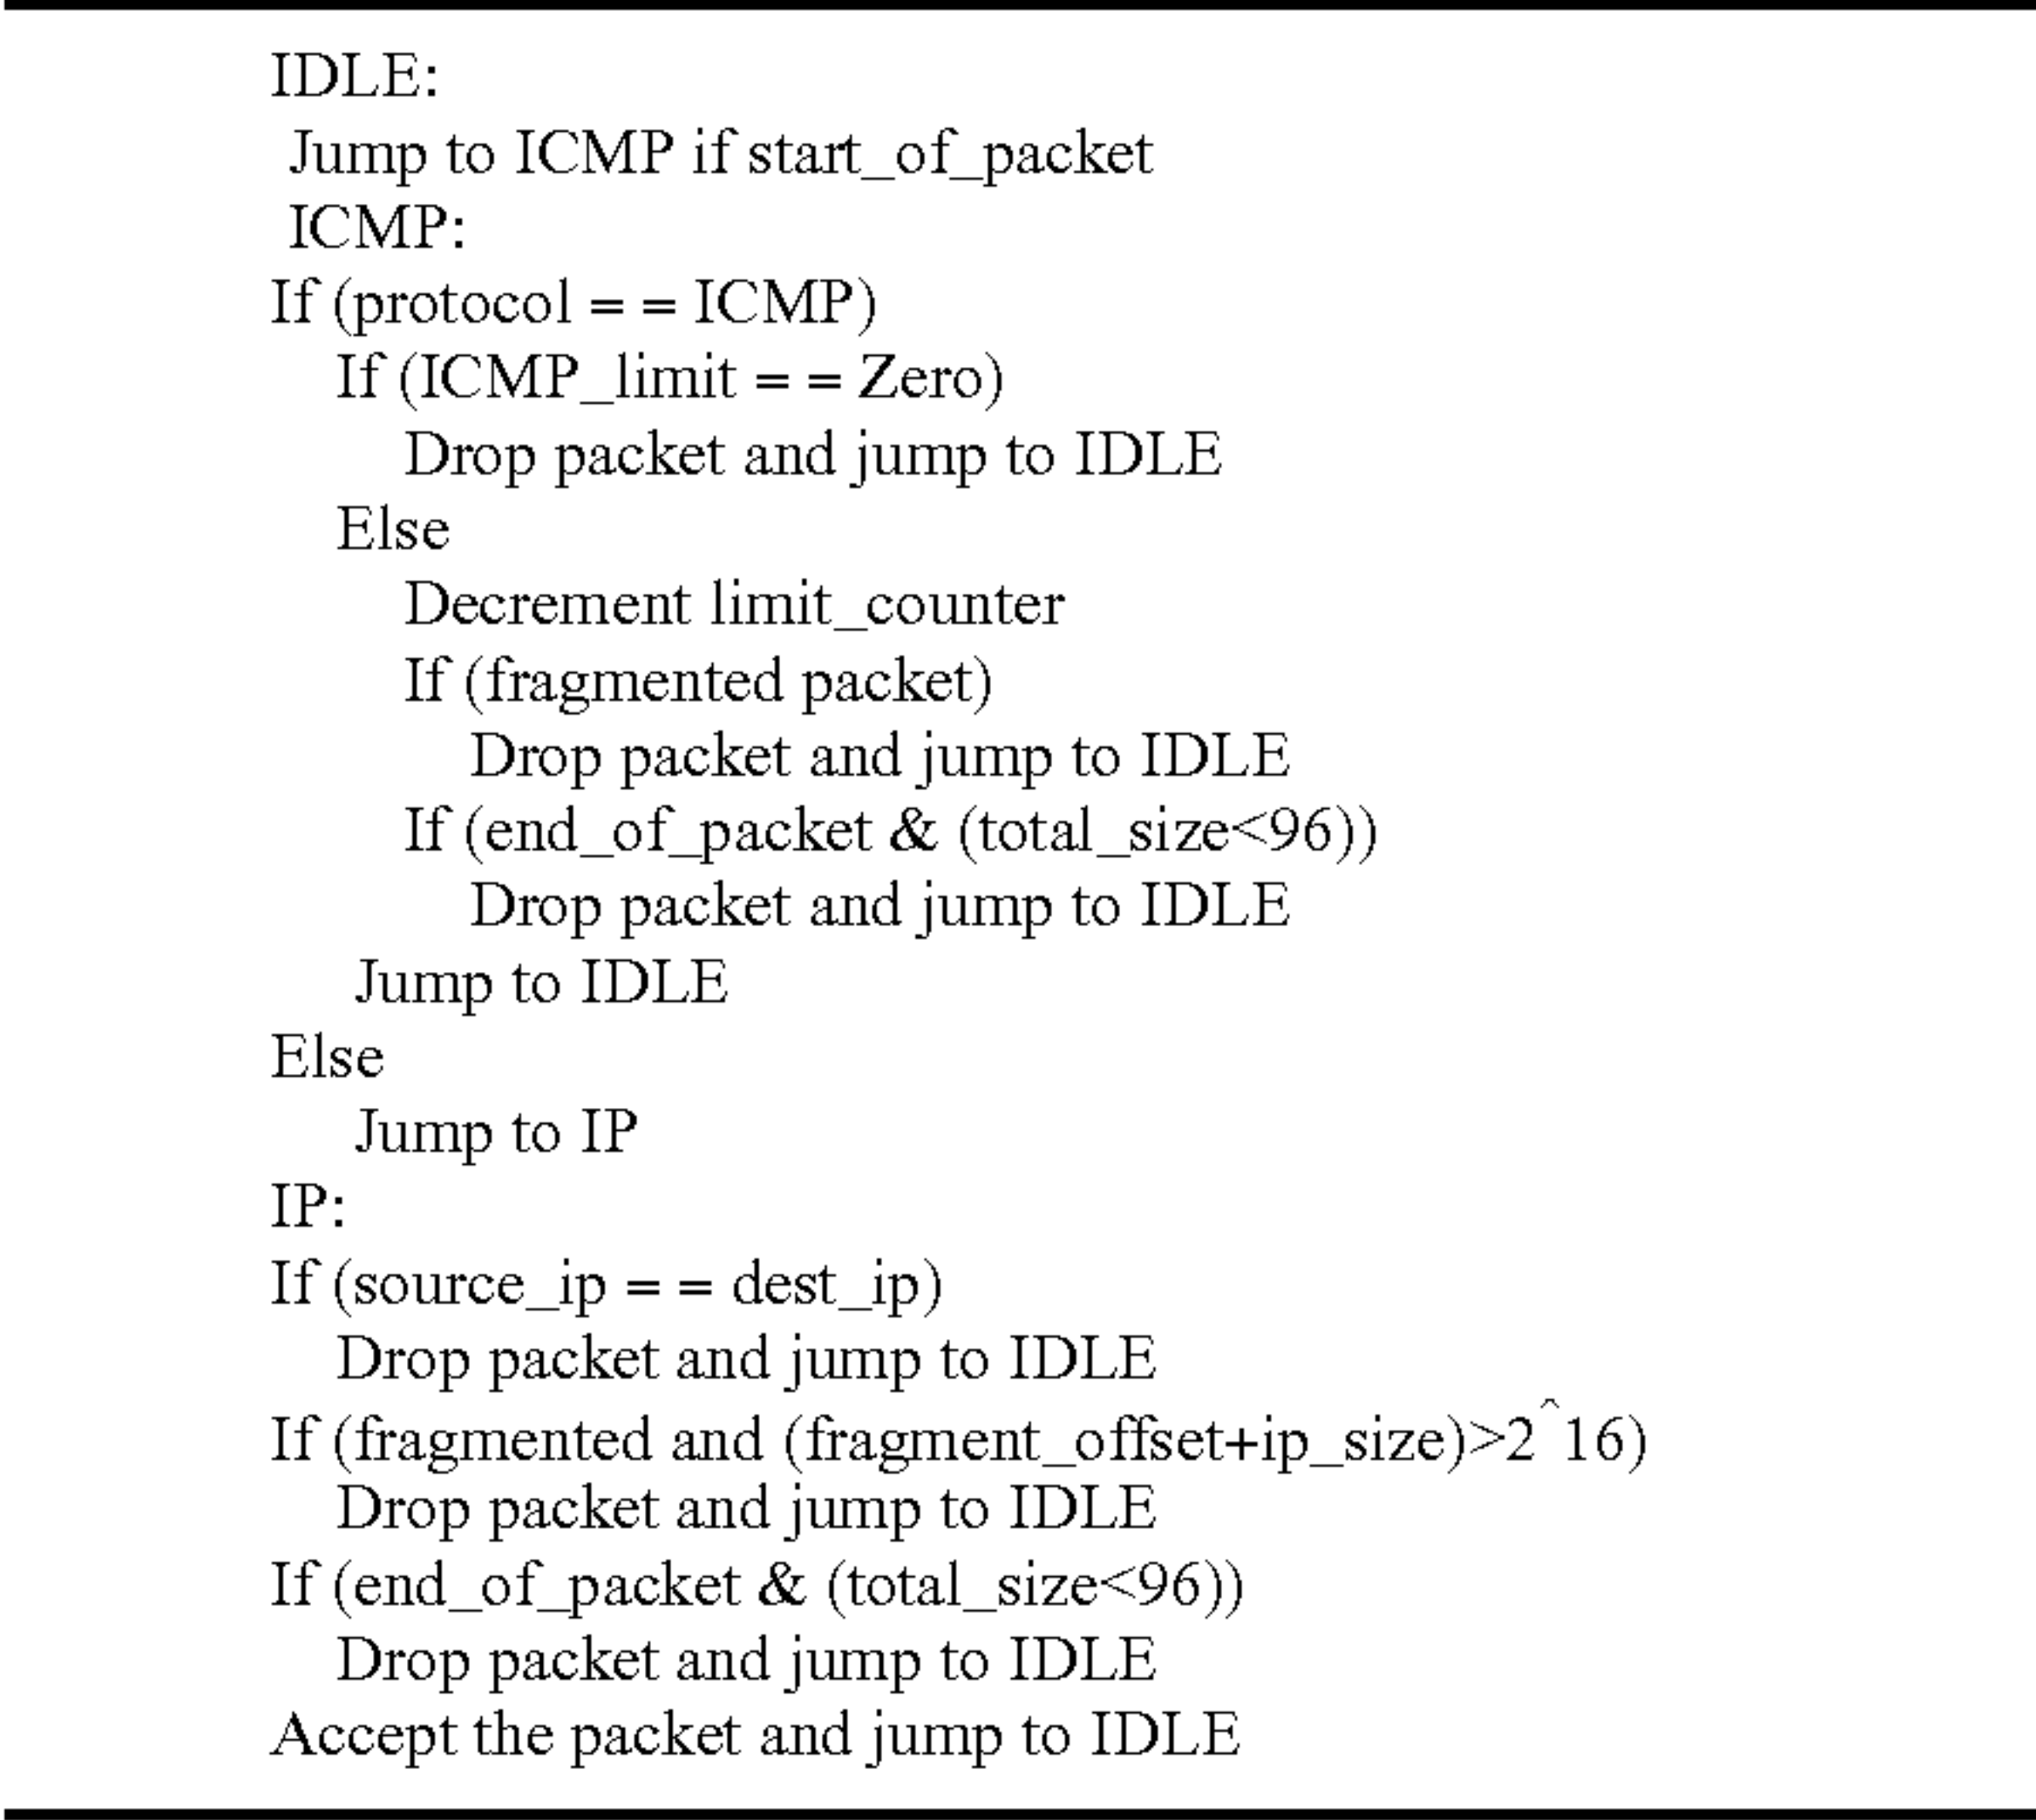 IDLE:
Jump to ICMP if start_of_packet
ICMP:
If (protocol = = ICMP)
If (ICMP_limit = = Zero)
Drop packet and jump to IDLE
Else
Decrement limit_counter
If (fragmented packet)
Drop packet and jump to IDLE
If (end_of_packet & (total_size<96))
Drop packet and jump to IDLE
Jump to IDLE
Else
Jump to IP
IP:
If (source_ip = = dest_ip)
Drop packet and jump to IDLE
If (fragmented and (fragment_offset+ip_size)>2^16)
Drop packet and jump to IDLE
If (end_of_packet & (total_size<96))
Drop packet and jump to IDLE
Accept the packet and jump to IDLE